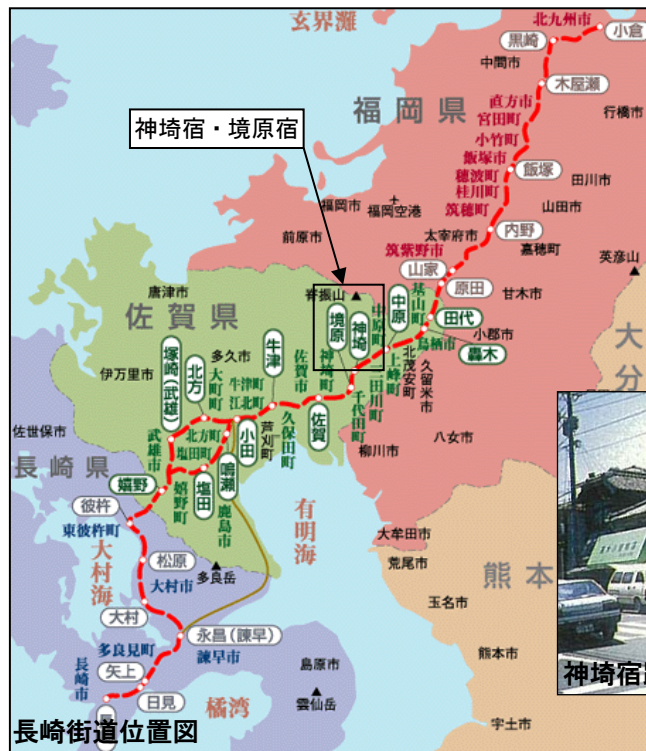 玄界灘
北九州市
小倉
黒崎
中間市
木屋瀬
福岡県
直方市
宮田町
行橋市
神埼宿・境原宿
小竹町
飯塚市
穂波町
飯塚
桂川町
田川市
福岡市
福岡空港
筑穂町
山田市
前原市
太宰府市
内野
嘉穂町
筑紫野市
英彦山
山家
唐津市
脊振山
原田
甘木市
佐賀県
境原
神埼
中原町
中原
基山町
田代
小郡市
鳥栖市
轟木
大分
塚崎(武雄)
北方
多久市
牛津
佐賀市
神埼町
三田川町
上峰町
北茂安町
久留米市
伊万里市
大町町
牛津町
江北町
佐賀
千代田町
佐世保市
武雄市
北方町
塩田町
小田
芦刈町
久保田町
柳川市
八女市
長崎県
嬉野
嬉野町
塩田
鳴瀬
鹿島市
有明海
彼杵
東彼杵町
大牟田市
荒尾市
大村海
松原
多良岳
熊本
大村市
玉名市
大村
永昌(諫早)
多良見町
諫早市
長崎市
矢上
島原市
熊本市
神埼宿
日見
橘湾
雲仙岳
宇土市
長崎街道位置図